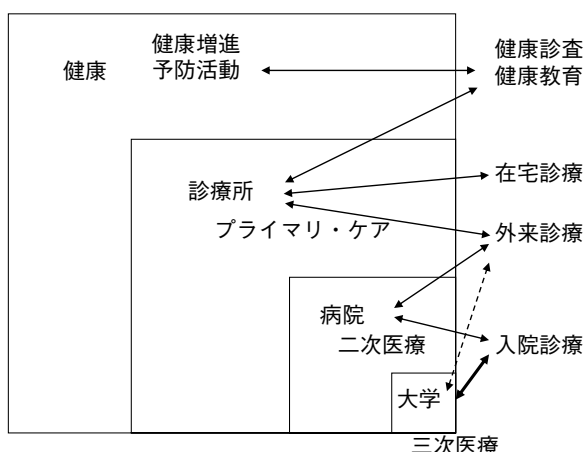 健康
健康増進
予防活動
健康診査
健康教育
診療所
プライマリ・ケア
在宅診療
外来診療
病院
二次医療
入院診療
大学
三次医療